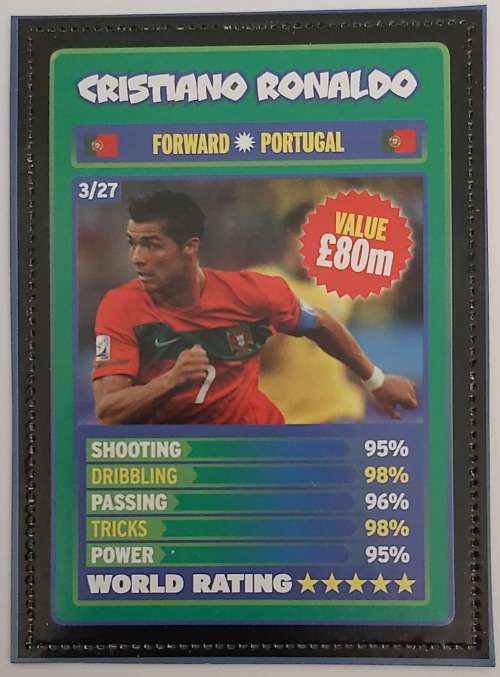 CRISTIANO RONALDO
FORWARD PORTUGAL
3/27
VALUE
£80m
7
SHOOTING 95%
DRIBBLING 98%
PASSING 96%
TRICKS 98%
POWER 95%
WORLD RATING